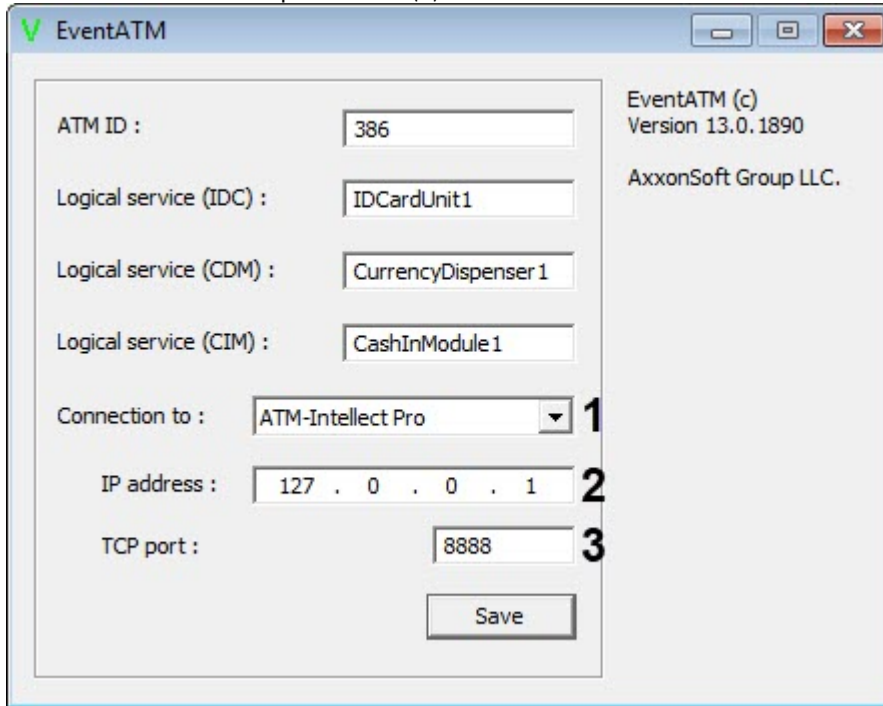 EventATM
EventATM (c)
Version 13.0.1890
AxxonSoft Group LLC.
ATM ID : 386
Logical service (IDC) : IDCardUnit1
Logical service (CDM) : CurrencyDispenser1
Logical service (CIM) : CashInModule1
Connection to : ATM-Intellect Pro 1
IP address : 127 . 0 . 0 . 1 2
TCP port : 8888 3
Save